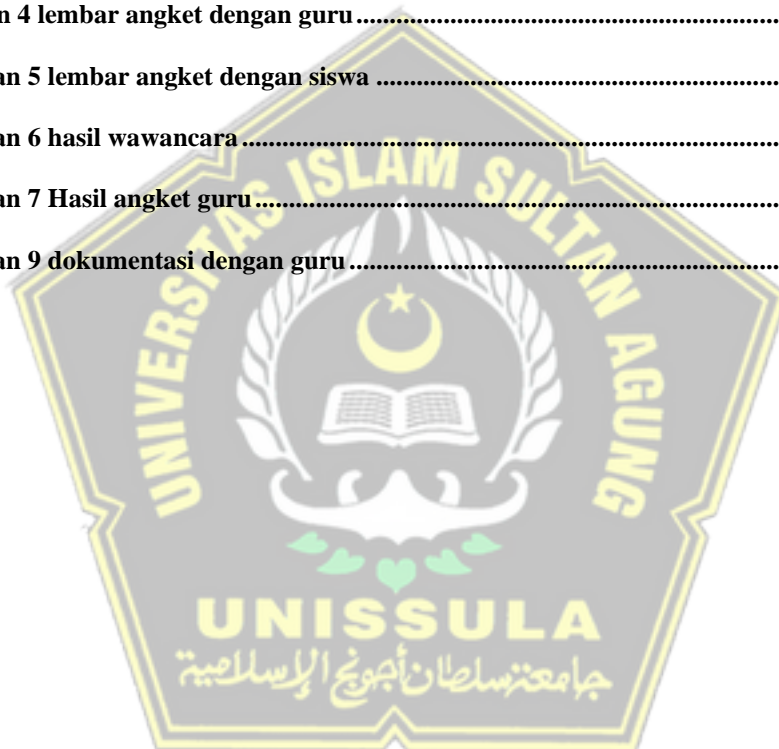 n 4 lembar angket dengan guru......................................................................
an 5 lembar angket dengan siswa ...................................................................
an 6 hasil wawancara.........................................................................................
an 7 Hasil angket guru.......................................................................................
an 9 dokumentasi dengan guru.........................................................................
UNIVERSITAS ISLAM SULTAN AGUNG
UNISSULA
جامعة سلطان أجونج الإسلامية